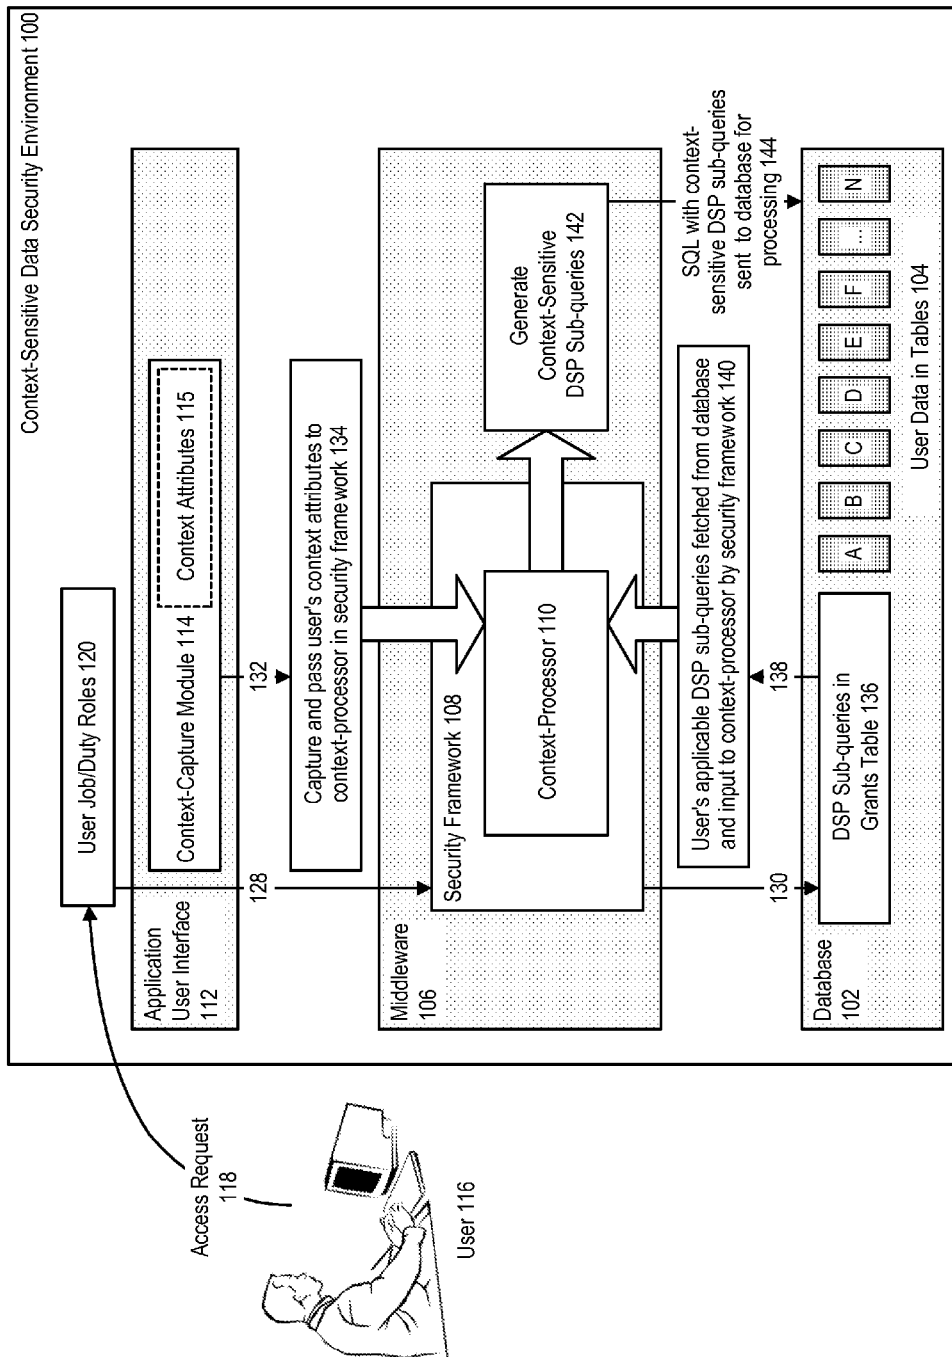 Context-Sensitive Data Security Environment 100
Access Request
118
User 116
User Job/Duty Roles 120
Application
User Interface
112
Context-Capture Module 114
Context Attributes 115
128
132
Capture and pass user's context attributes to
context-processor in security framework 134
Middleware
106
Security Framework 108
Context-Processor 110
Generate
Context-Sensitive
DSP Sub-queries 142
130
User's applicable DSP sub-queries fetched from database
and input to context-processor by security framework 140
138
SQL with context-
sensitive DSP sub-queries
sent to database for
processing 144
Database
102
DSP Sub-queries in
Grants Table 136
A
B
C
D
E
F
...
N
User Data in Tables 104